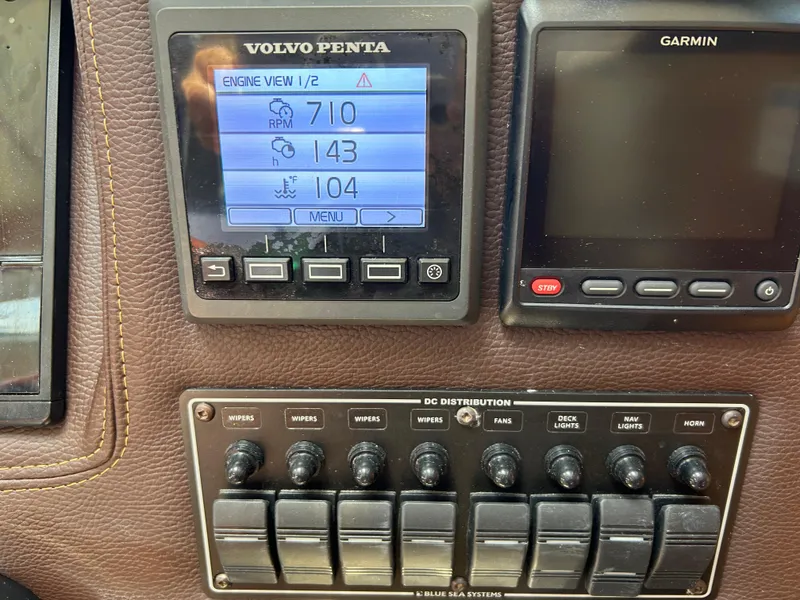 VOLVO PENTA
ENGINE VIEW 1/2
RPM 710
h 143
°F 104
MENU >
GARMIN
STBY
DC DISTRIBUTION
WIPERS WIPERS WIPERS WIPERS FANS DECK LIGHTS NAV LIGHTS HORN
BLUE SEA SYSTEMS